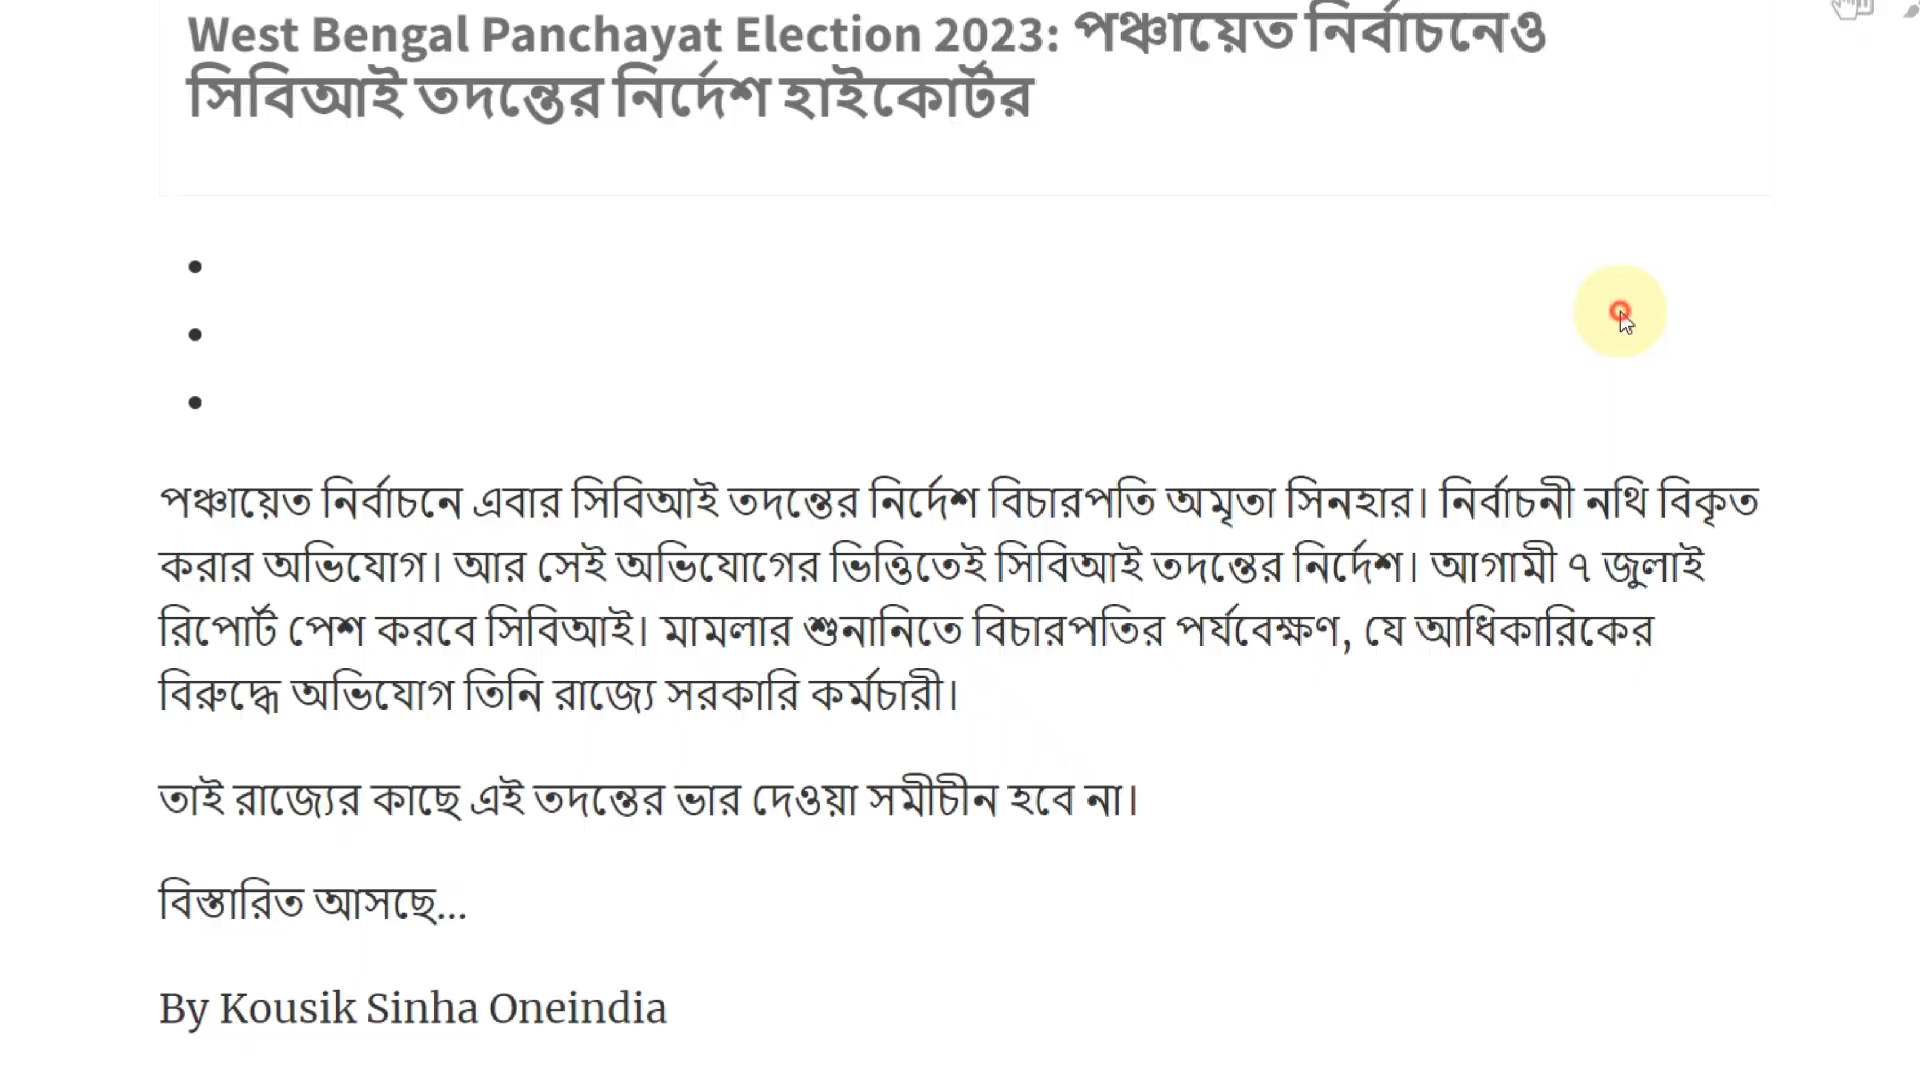 West Bengal Panchayat Election 2023: পঞ্চায়েত নির্বাচনেও
সিবিআই তদন্তের নির্দেশ হাইকোর্টর
পঞ্চায়েত নির্বাচনে এবার সিবিআই তদন্তের নির্দেশ বিচারপতি অমৃতা সিনহার। নির্বাচনী নথি বিকৃত
করার অভিযোগ। আর সেই অভিযোগের ভিত্তিতেই সিবিআই তদন্তের নির্দেশ। আগামী ৭ জুলাই
রিপোর্ট পেশ করবে সিবিআই। মামলার শুনানিতে বিচারপতির পর্যবেক্ষণ, যে আধিকারিকের
বিরুদ্ধে অভিযোগ তিনি রাজ্যে সরকারি কর্মচারী।
তাই রাজ্যের কাছে এই তদন্তের ভার দেওয়া সমীচীন হবে না।
বিস্তারিত আসছে...
By Kousik Sinha Oneindia